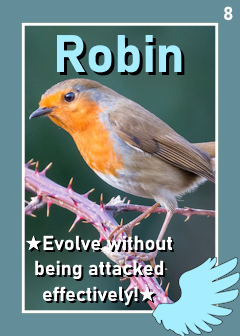 8
Robin
★Evolve without
being attacked
effectively!★